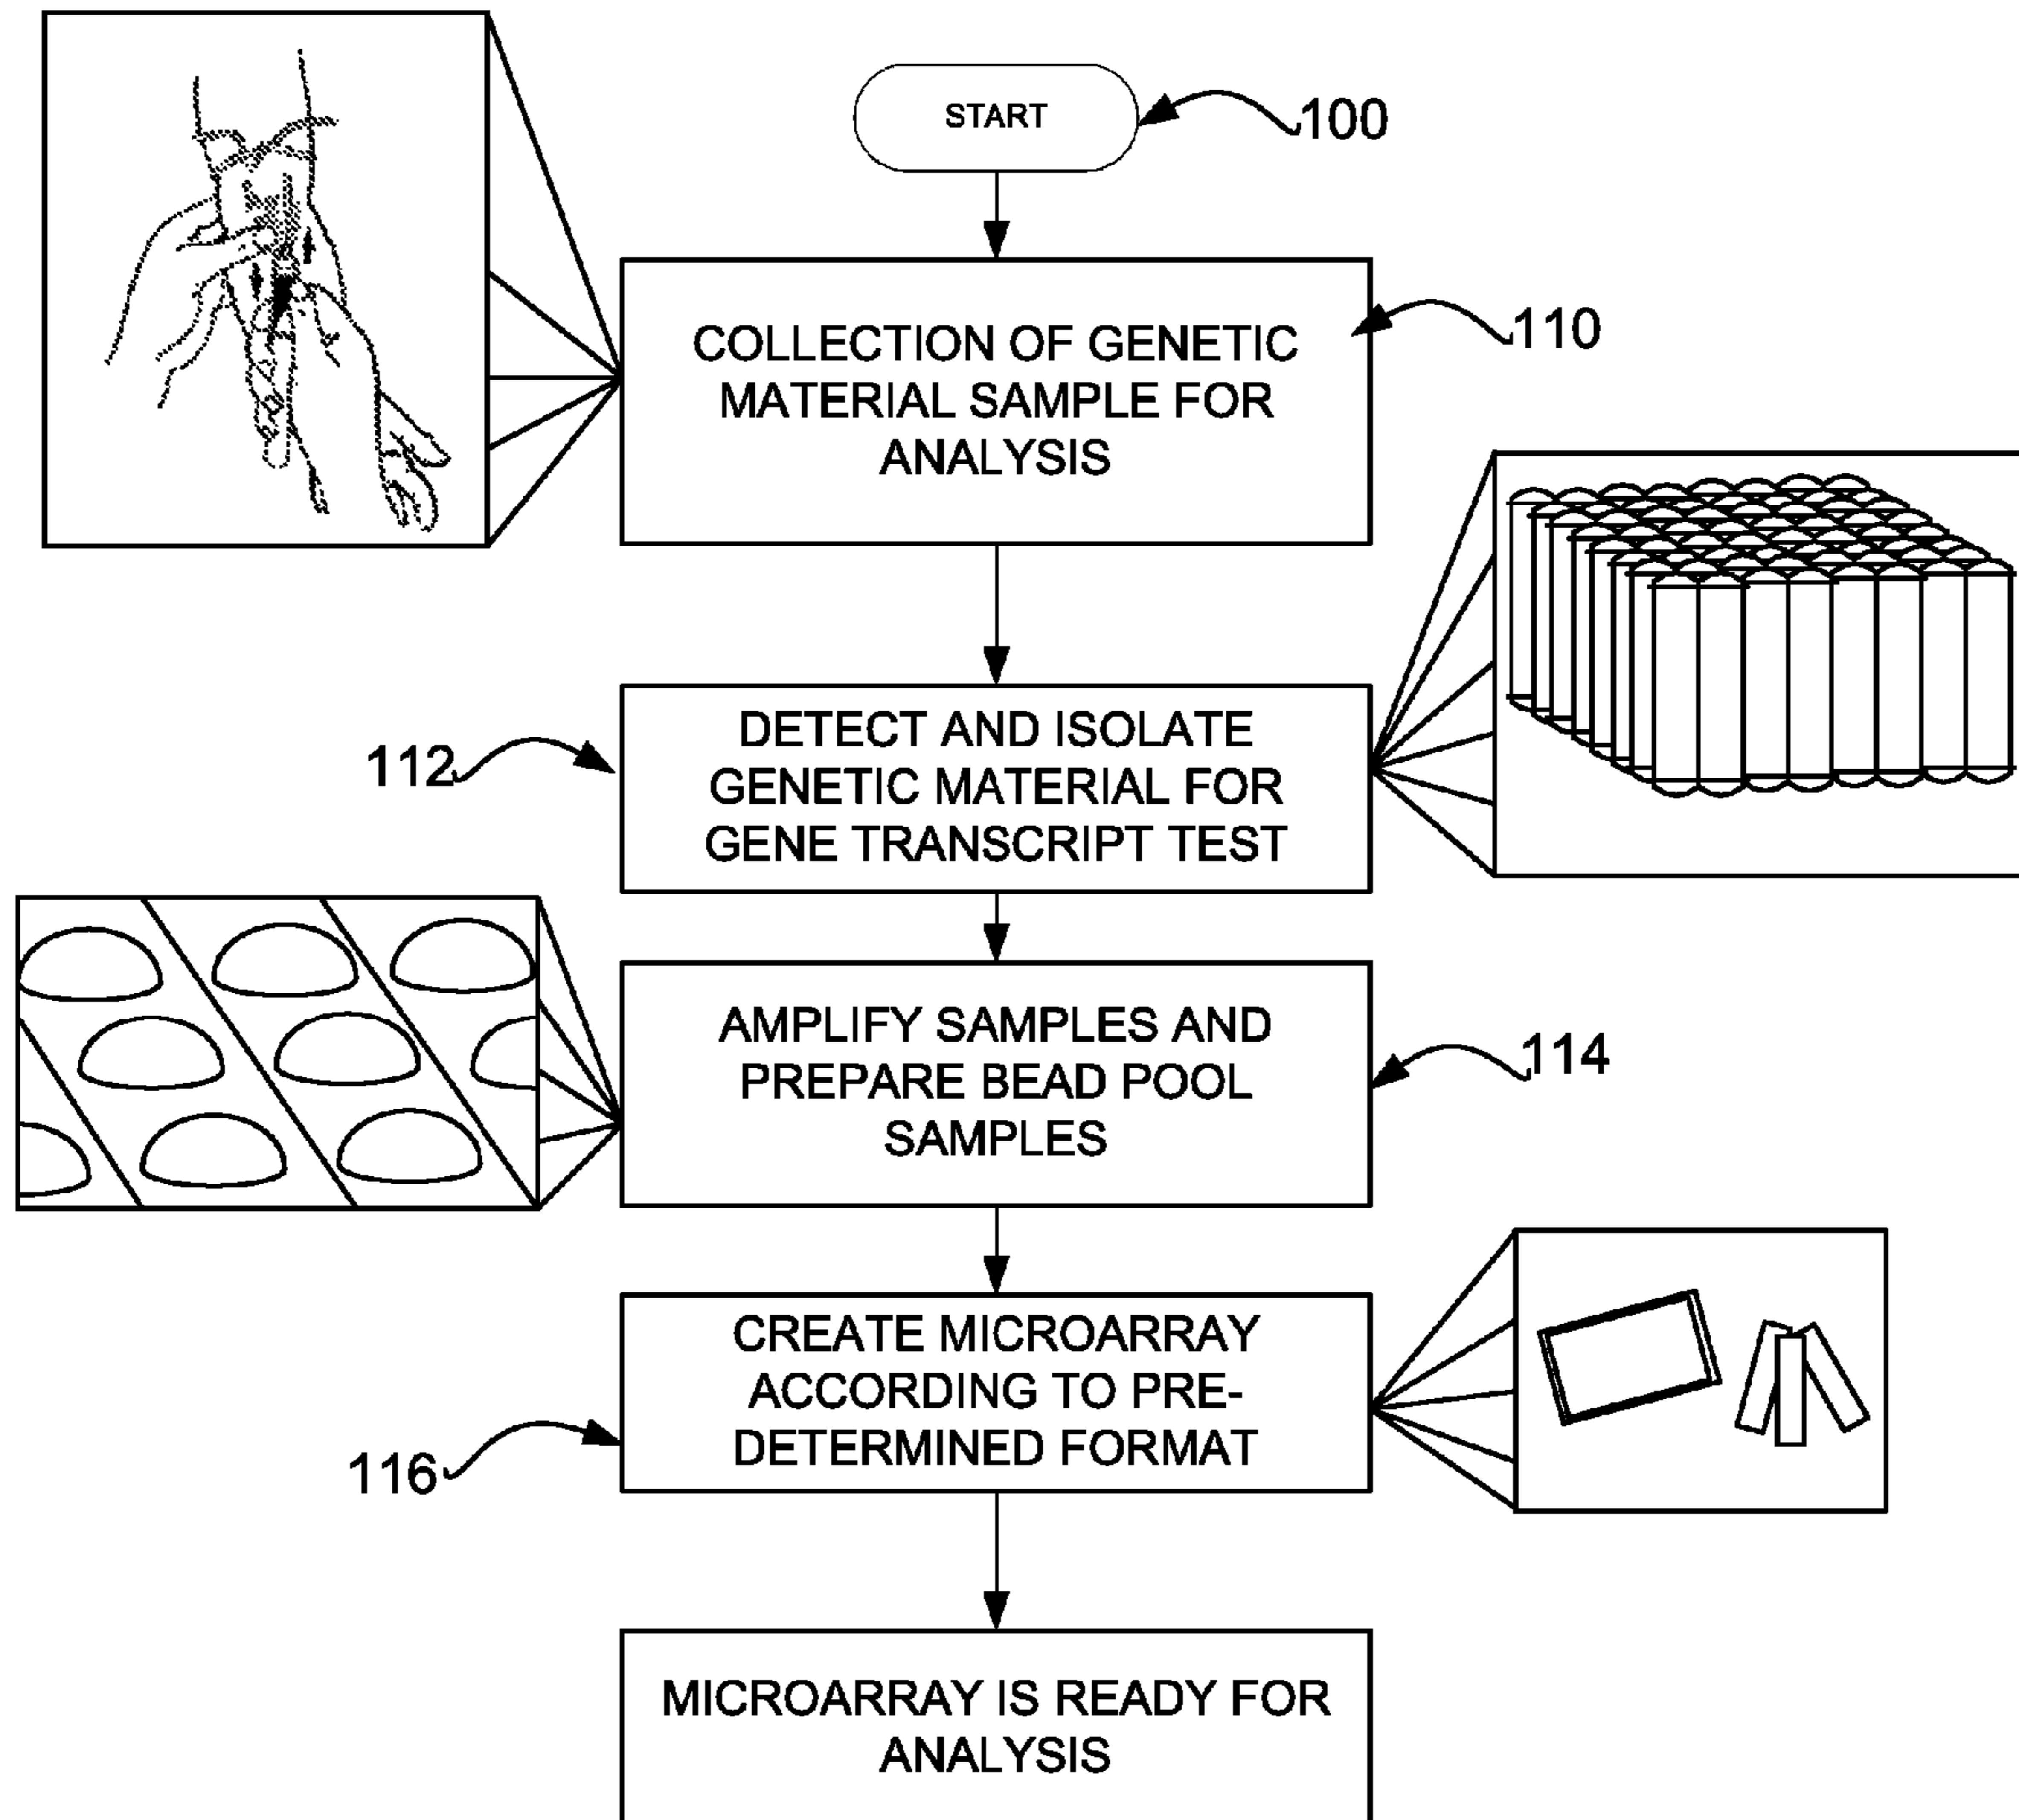 START
100
COLLECTION OF GENETIC
MATERIAL SAMPLE FOR
ANALYSIS
110
DETECT AND ISOLATE
GENETIC MATERIAL FOR
GENE TRANSCRIPT TEST
112
AMPLIFY SAMPLES AND
PREPARE BEAD POOL
SAMPLES
114
CREATE MICROARRAY
ACCORDING TO PRE-
DETERMINED FORMAT
116
MICROARRAY IS READY FOR
ANALYSIS